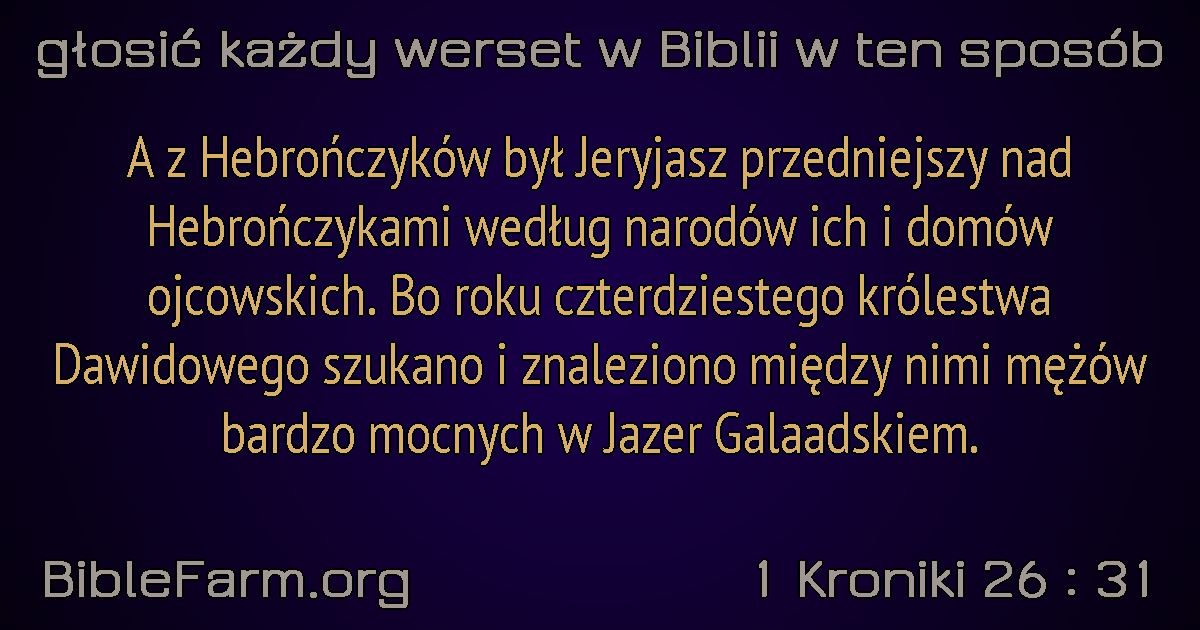 głosić każdy werset w Biblii w ten sposób
A z Hebrończyków był Jeryjasz przedniejszy nad
Hebrończykami według narodów ich i domów
ojcowskich. Bo roku czterdziestego królestwa
Dawidowego szukano i znaleziono między nimi mężów
bardzo mocnych w Jazer Galaadskiem.
BibleFarm.org
1 Kroniki 26 : 31